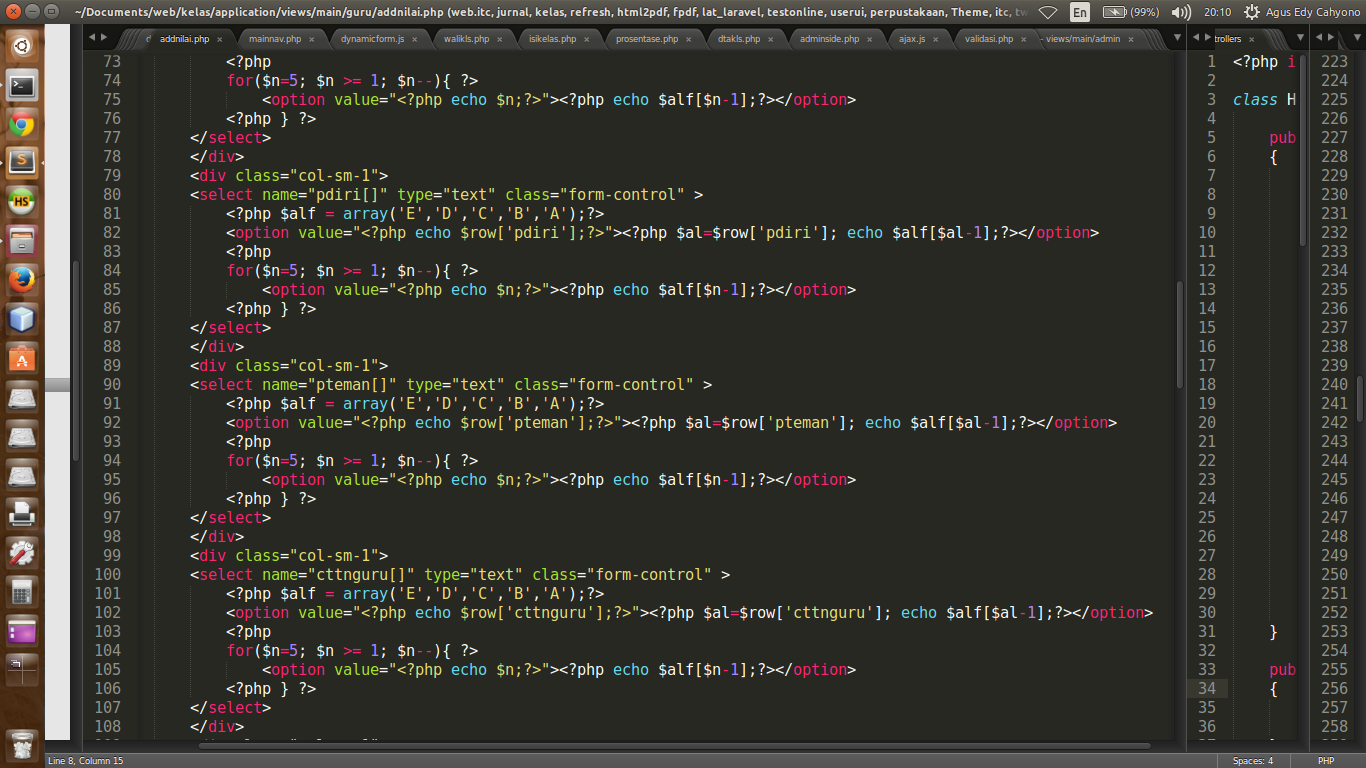 ~/Documents/web/kelas/application/views/main/guru/addnilai.php (web.itc, jurnal, kelas, refresh, html2pdf, fpdf, lat_laravel, testonline, userui, perpustakaan, Theme, itc, tw
En (99%) 20:10 Agus Edy Cahyono
addnilai.php × mainnav.php × dynamicform.js × walikls.php × isikelas.php × prosentase.php × dtakls.php × adminside.php × ajax.js × validasi.php × – views/main/admin × trollers ×
73 <?php
74 for($n=5; $n >= 1; $n--){ ?>
75 <option value="<?php echo $n;?>"><?php echo $alf[$n-1];?></option>
76 <?php } ?>
77 </select>
78 </div>
79 <div class="col-sm-1">
80 <select name="pdiri[]" type="text" class="form-control" >
81 <?php $alf = array('E','D','C','B','A');?>
82 <option value="<?php echo $row['pdiri'];?>"><?php $al=$row['pdiri']; echo $alf[$al-1];?></option>
83 <?php
84 for($n=5; $n >= 1; $n--){ ?>
85 <option value="<?php echo $n;?>"><?php echo $alf[$n-1];?></option>
86 <?php } ?>
87 </select>
88 </div>
89 <div class="col-sm-1">
90 <select name="pteman[]" type="text" class="form-control" >
91 <?php $alf = array('E','D','C','B','A');?>
92 <option value="<?php echo $row['pteman'];?>"><?php $al=$row['pteman']; echo $alf[$al-1];?></option>
93 <?php
94 for($n=5; $n >= 1; $n--){ ?>
95 <option value="<?php echo $n;?>"><?php echo $alf[$n-1];?></option>
96 <?php } ?>
97 </select>
98 </div>
99 <div class="col-sm-1">
100 <select name="cttnguru[]" type="text" class="form-control" >
101 <?php $alf = array('E','D','C','B','A');?>
102 <option value="<?php echo $row['cttnguru'];?>"><?php $al=$row['cttnguru']; echo $alf[$al-1];?></option>
103 <?php
104 for($n=5; $n >= 1; $n--){ ?>
105 <option value="<?php echo $n;?>"><?php echo $alf[$n-1];?></option>
106 <?php } ?>
107 </select>
108 </div>
1 <?php i
2
3 class H
4
5 pub
6 {
7
8
9
10
11
12
13
14
15
16
17
18
19
20
21
22
23
24
25
26
27
28
29
30
31 }
32
33 pub
34 {
35
36
223
224
225
226
227
228
229
230
231
232
233
234
235
236
237
238
239
240
241
242
243
244
245
246
247
248
249
250
251
252
253
254
255
256
257
258
Line 8, Column 15 Spaces: 4 PHP